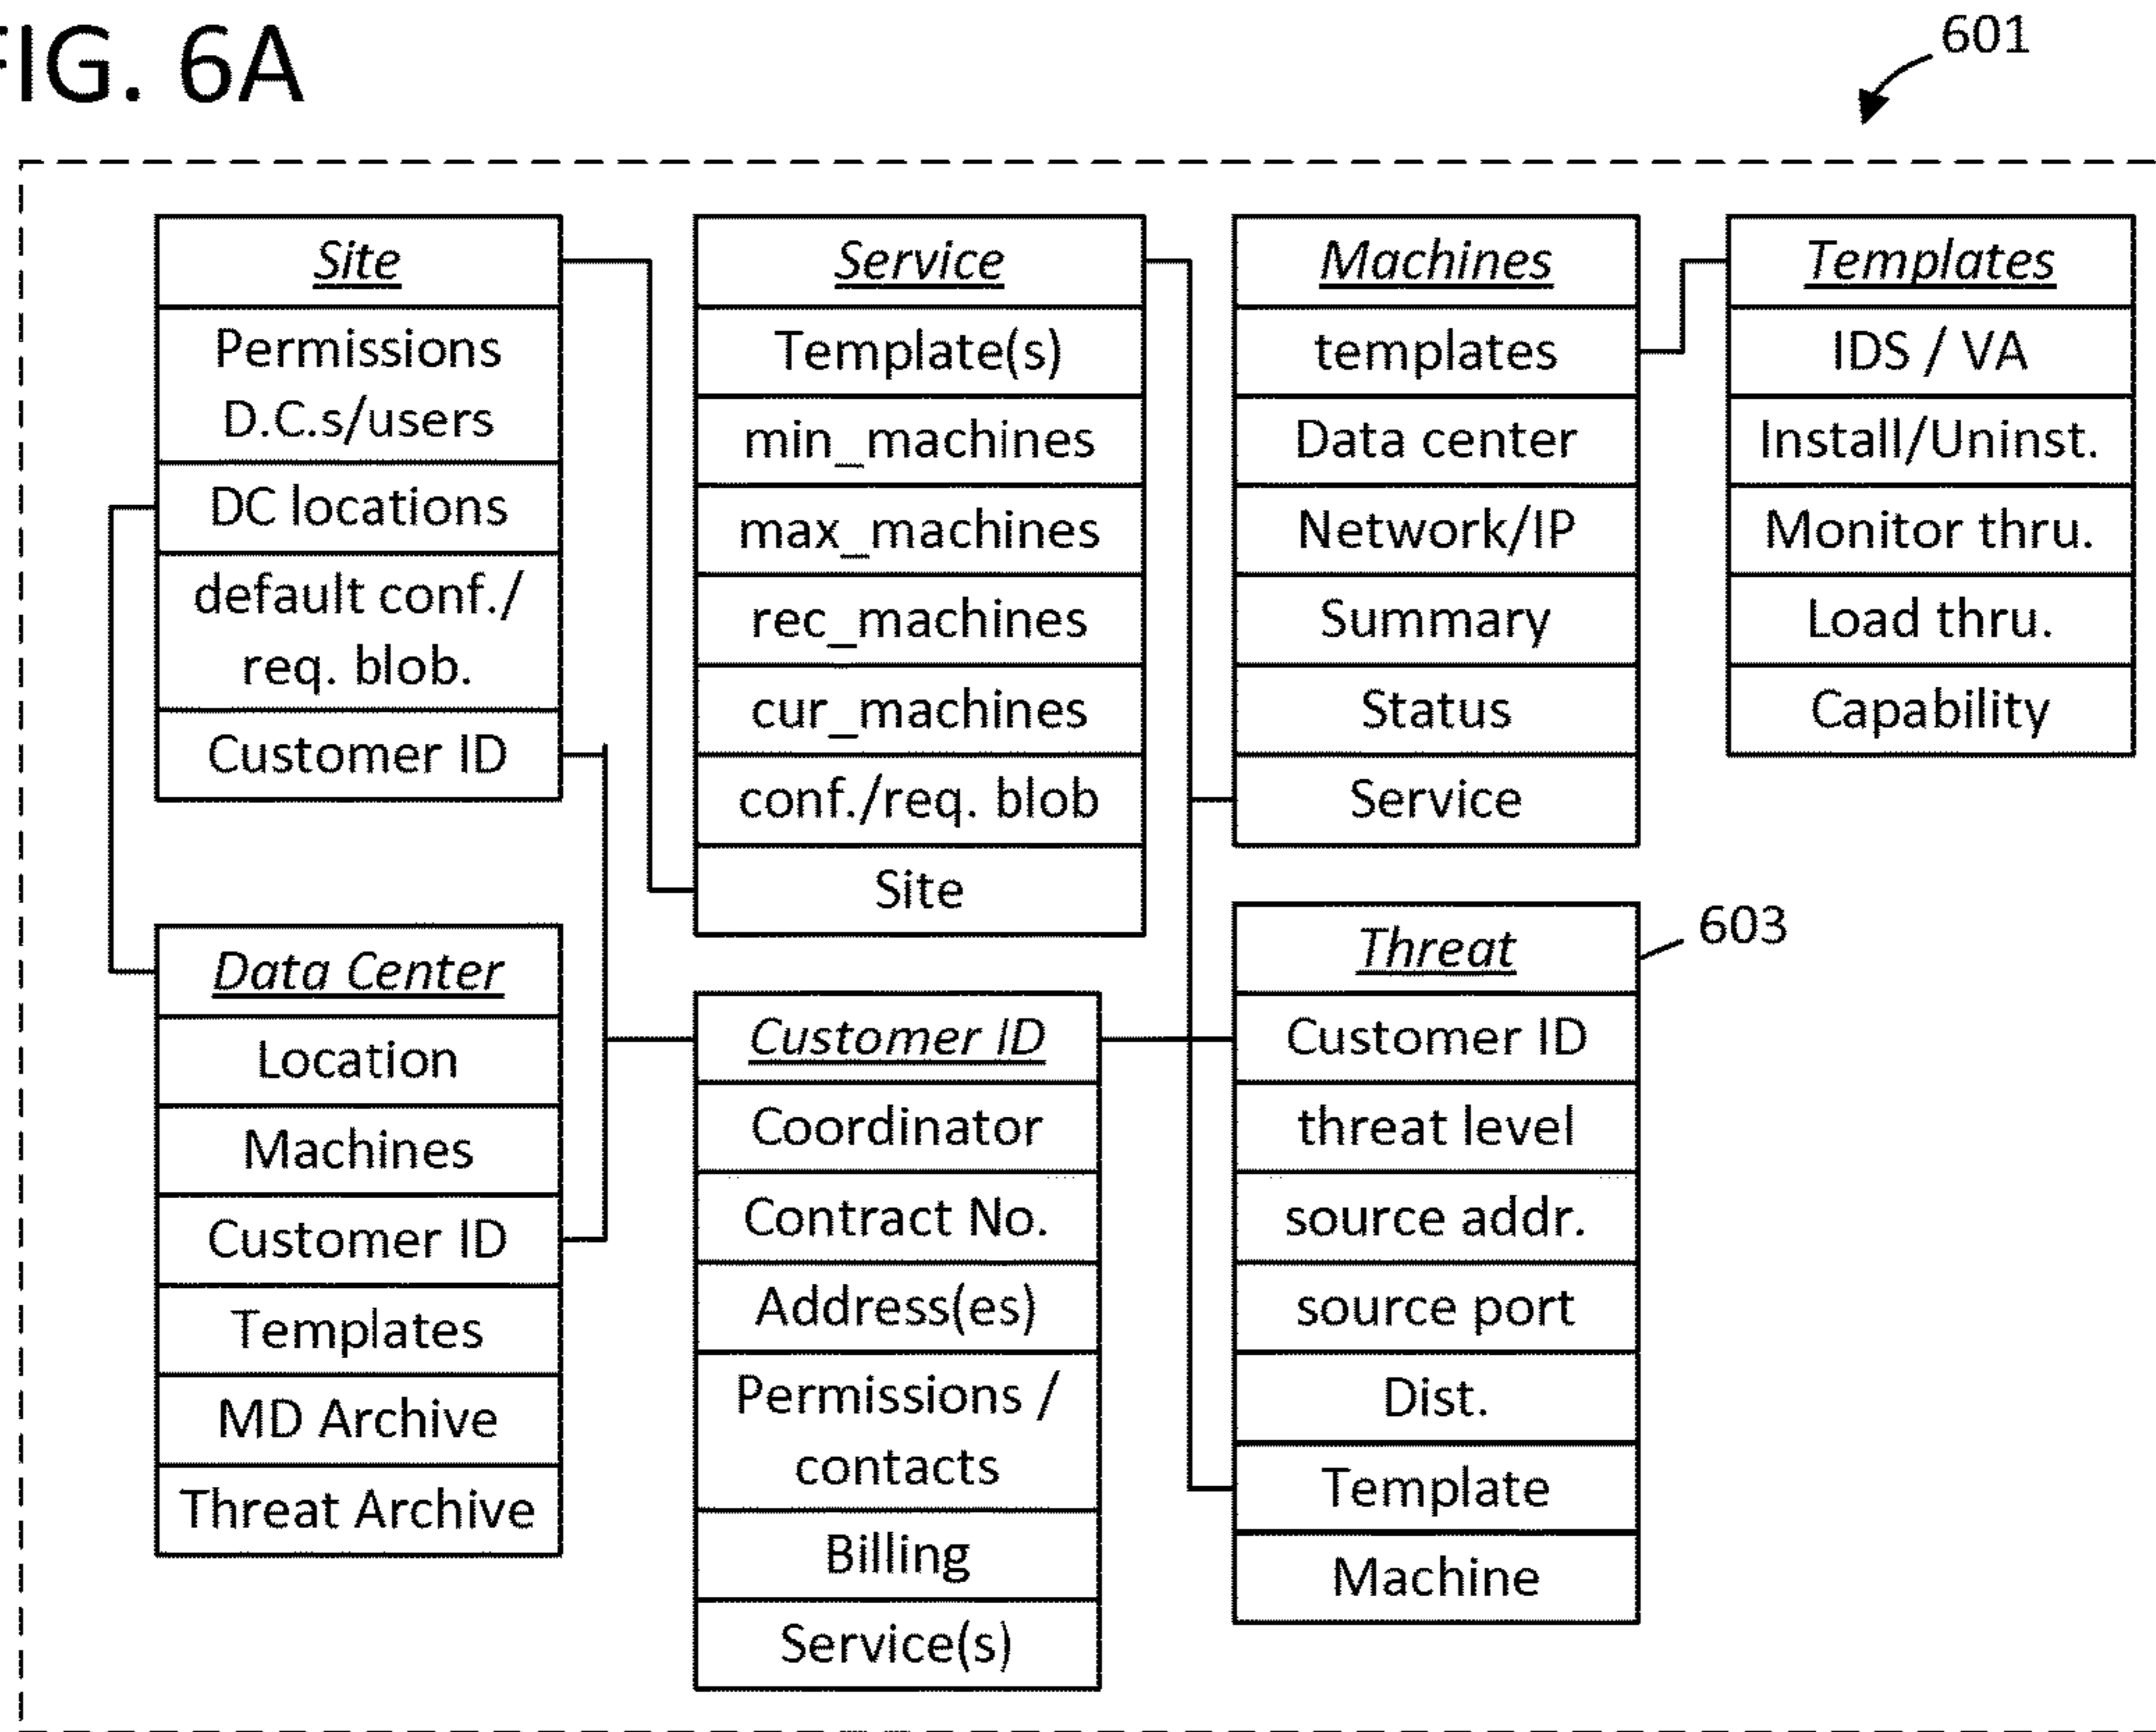 FIG. 6A
601
Site
Permissions
D.C.s/users
DC locations
default conf./
req. blob.
Customer ID
Service
Template(s)
min_machines
max_machines
rec_machines
cur_machines
conf./req. blob
Site
Machines
templates
Data center
Network/IP
Summary
Status
Service
Templates
IDS / VA
Install/Uninst.
Monitor thru.
Load thru.
Capability
Data Center
Location
Machines
Customer ID
Templates
MD Archive
Threat Archive
Customer ID
Coordinator
Contract No.
Address(es)
Permissions /
contacts
Billing
Service(s)
Threat
603
Customer ID
threat level
source addr.
source port
Dist.
Template
Machine